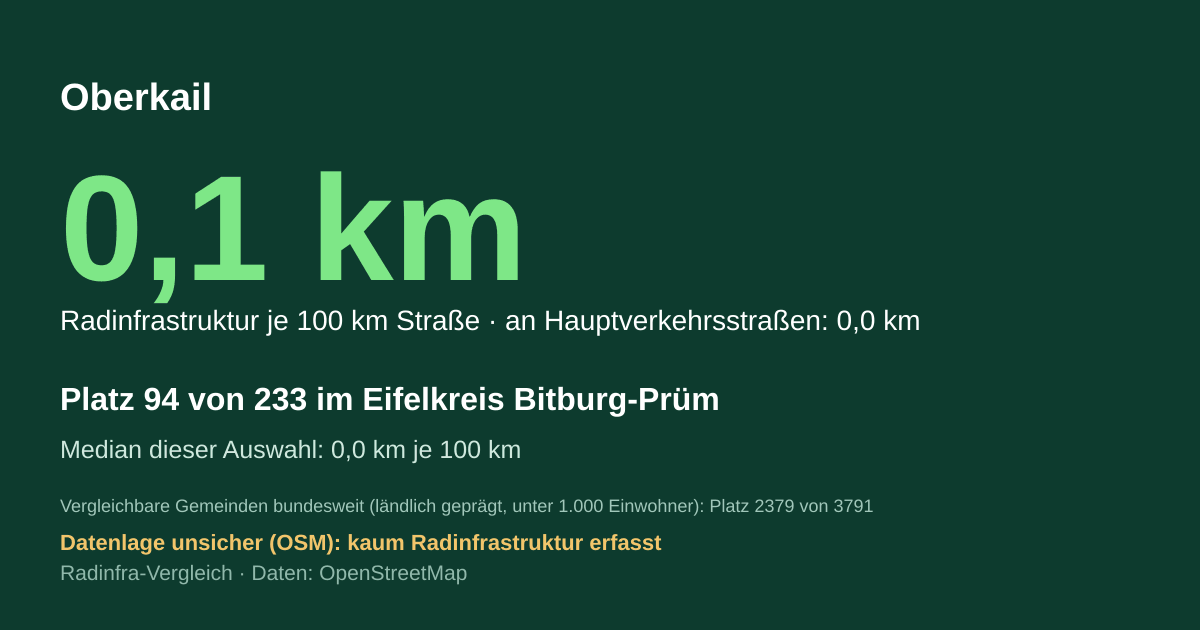 Oberkail
0,1 km
Radinfrastruktur je 100 km Straße · an Hauptverkehrsstraßen: 0,0 km
Platz 94 von 233 im Eifelkreis Bitburg-Prüm
Median dieser Auswahl: 0,0 km je 100 km
Vergleichbare Gemeinden bundesweit (ländlich geprägt, unter 1.000 Einwohner): Platz 2379 von 3791
Datenlage unsicher (OSM): kaum Radinfrastruktur erfasst
Radinfra-Vergleich · Daten: OpenStreetMap